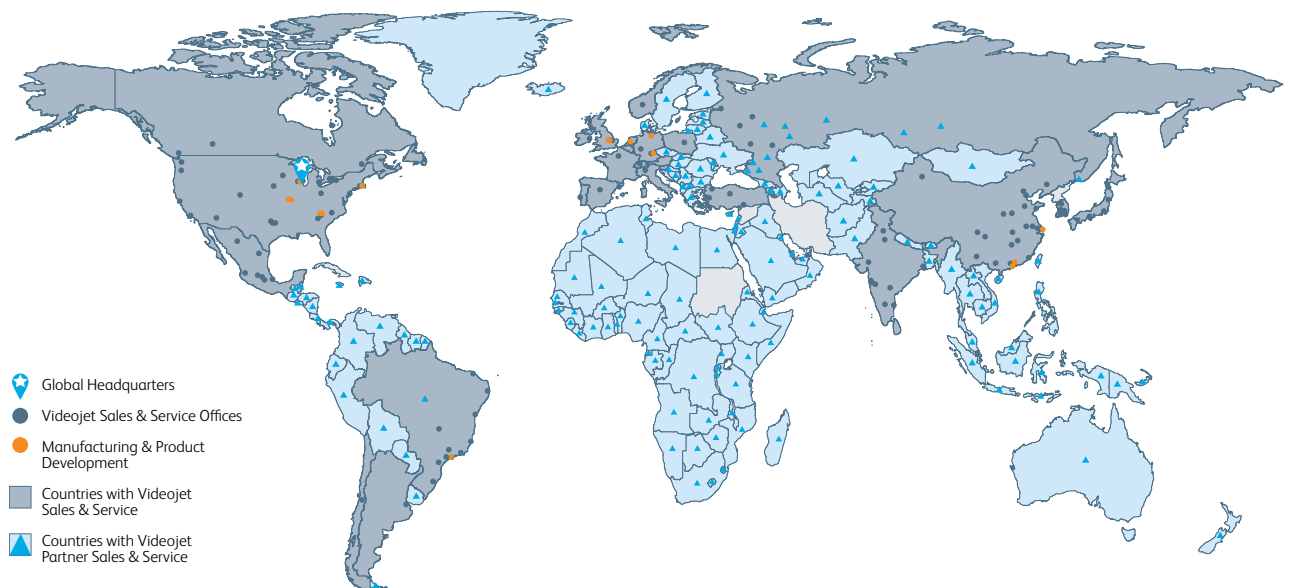 Global Headquarters
Videojet Sales & Service Offices
Manufacturing & Product
Development
Countries with Videojet
Sales & Service
Countries with Videojet
Partner Sales & Service